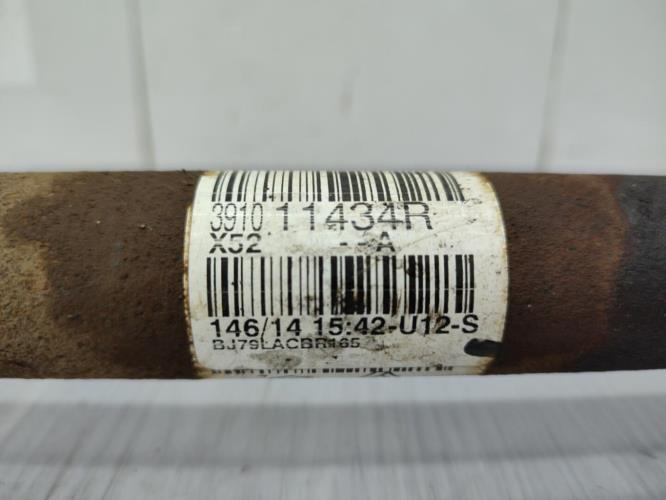 3910 11434R
X52 --A
146/14 15:42-U12-S
BJ79LACBR165